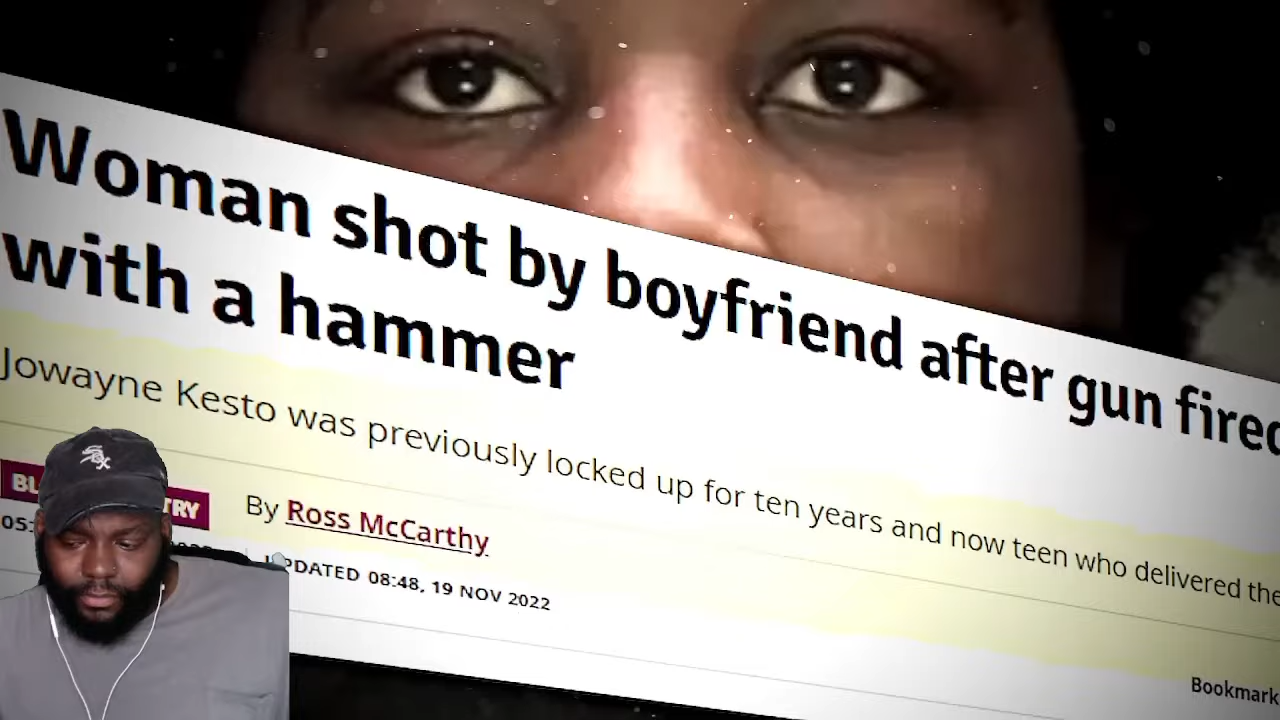 Woman shot by boyfriend after gun fired
with a hammer
Jowayne Kesto was previously locked up for ten years and now teen who delivered the
By Ross McCarthy
UPDATED 08:48, 19 NOV 2022
Bookmark
Sox